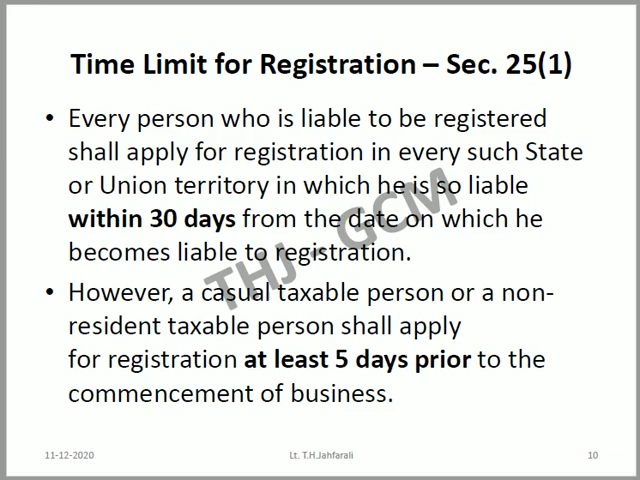 Time Limit for Registration – Sec. 25(1)
• Every person who is liable to be registered
shall apply for registration in every such State
or Union territory in which he is so liable
within 30 days from the date on which he
becomes liable to registration.
• However, a casual taxable person or a non-
resident taxable person shall apply
for registration at least 5 days prior to the
commencement of business.
THJ - GCM
11-12-2020
Lt. T.H.Jahfarali
10